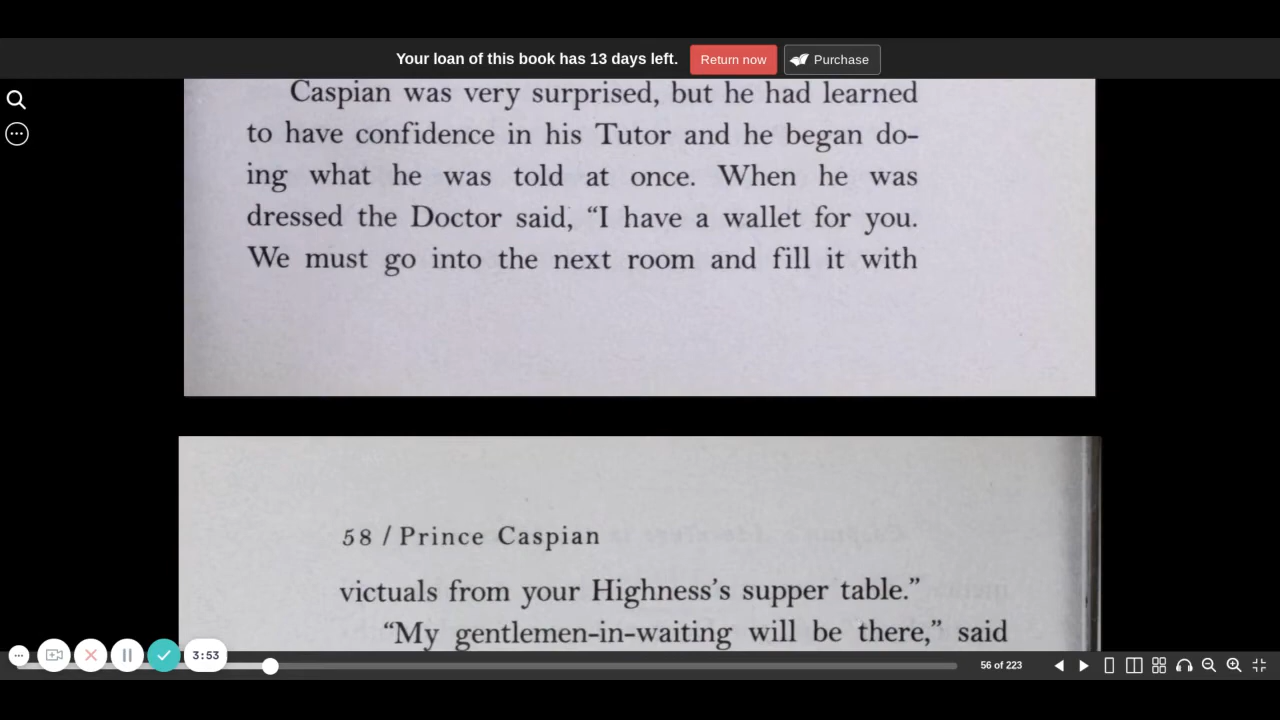 Your loan of this book has 13 days left. Return now Purchase
Caspian was very surprised, but he had learned
to have confidence in his Tutor and he began do-
ing what he was told at once. When he was
dressed the Doctor said, “I have a wallet for you.
We must go into the next room and fill it with
58 / Prince Caspian
victuals from your Highness’s supper table.”
“My gentlemen-in-waiting will be there,” said
3:53
56 of 223